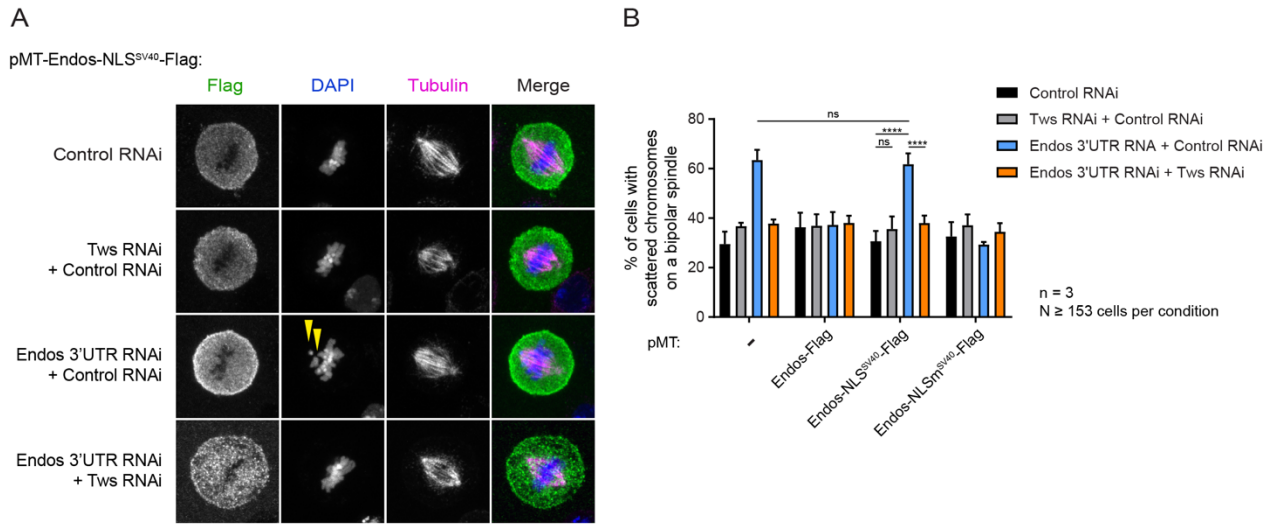 A
pMT-Endos-NLSSV40-Flag:
Flag DAPI Tubulin Merge
Control RNAi
Tws RNAi
+ Control RNAi
Endos 3'UTR RNAi
+ Control RNAi
Endos 3'UTR RNAi
+ Tws RNAi
B
Control RNAi
Tws RNAi + Control RNAi
Endos 3'UTR RNA + Control RNAi
Endos 3'UTR RNAi + Tws RNAi
% of cells with
scattered chromosomes
on a bipolar spindle
80
60
40
20
0
ns
****
ns
****
pMT:
-
Endos-Flag
Endos-NLSSV40-Flag
Endos-NLSmSV40-Flag
n = 3
N ≥ 153 cells per condition